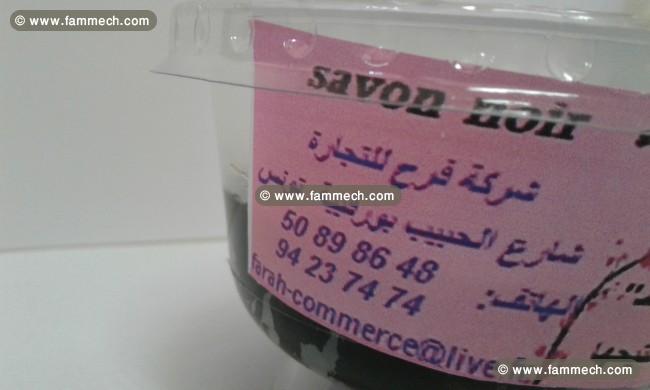 © www.fammech.com
savon noir
شركة فرح للتجارة
شارع الحبيب بورقيبة تونس
© www.fammech.com
50 89 86 48
الهاتف:
94 23 74 74
farah-commerce@live.
© www.fammech.com